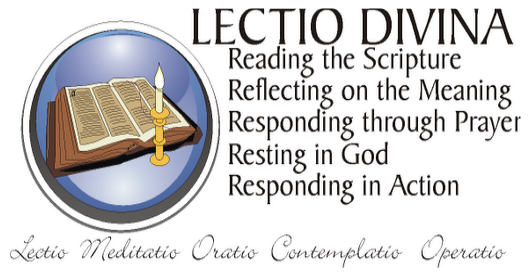 LECTIO DIVINA
Reading the Scripture
Reflecting on the Meaning
Responding through Prayer
Resting in God
Responding in Action
Lectio Meditatio Oratio Contemplatio Operatio